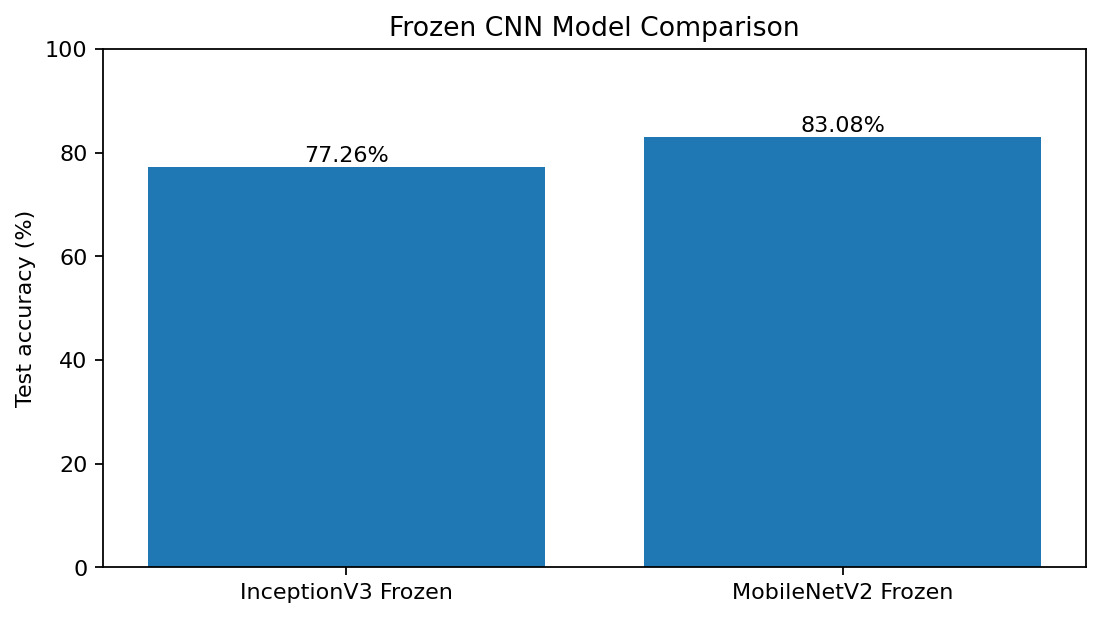 Frozen CNN Model Comparison
Test accuracy (%)
100
80
60
40
20
0
77.26%
83.08%
InceptionV3 Frozen
MobileNetV2 Frozen